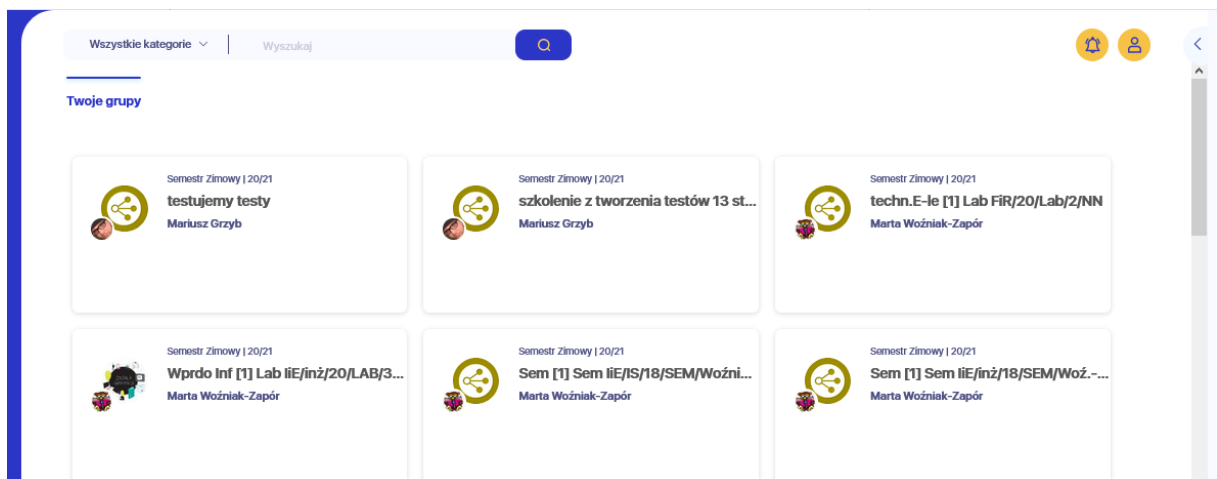 Wszystkie kategorie
Wyszukaj
Twoje grupy
Semestr Zimowy | 20/21
testujemy testy
Mariusz Grzyb
Semestr Zimowy | 20/21
szkolenie z tworzenia testów 13 st...
Mariusz Grzyb
Semestr Zimowy | 20/21
techn.E-le [1] Lab FiR/20/Lab/2/NN
Marta Woźniak-Zapór
Semestr Zimowy | 20/21
Wprdo Inf [1] Lab IiE/inż/20/LAB/3...
Marta Woźniak-Zapór
Semestr Zimowy | 20/21
Sem [1] Sem IiE/IS/18/SEM/Woźni...
Marta Woźniak-Zapór
Semestr Zimowy | 20/21
Sem [1] Sem IiE/inż/18/SEM/Woź.-...
Marta Woźniak-Zapór